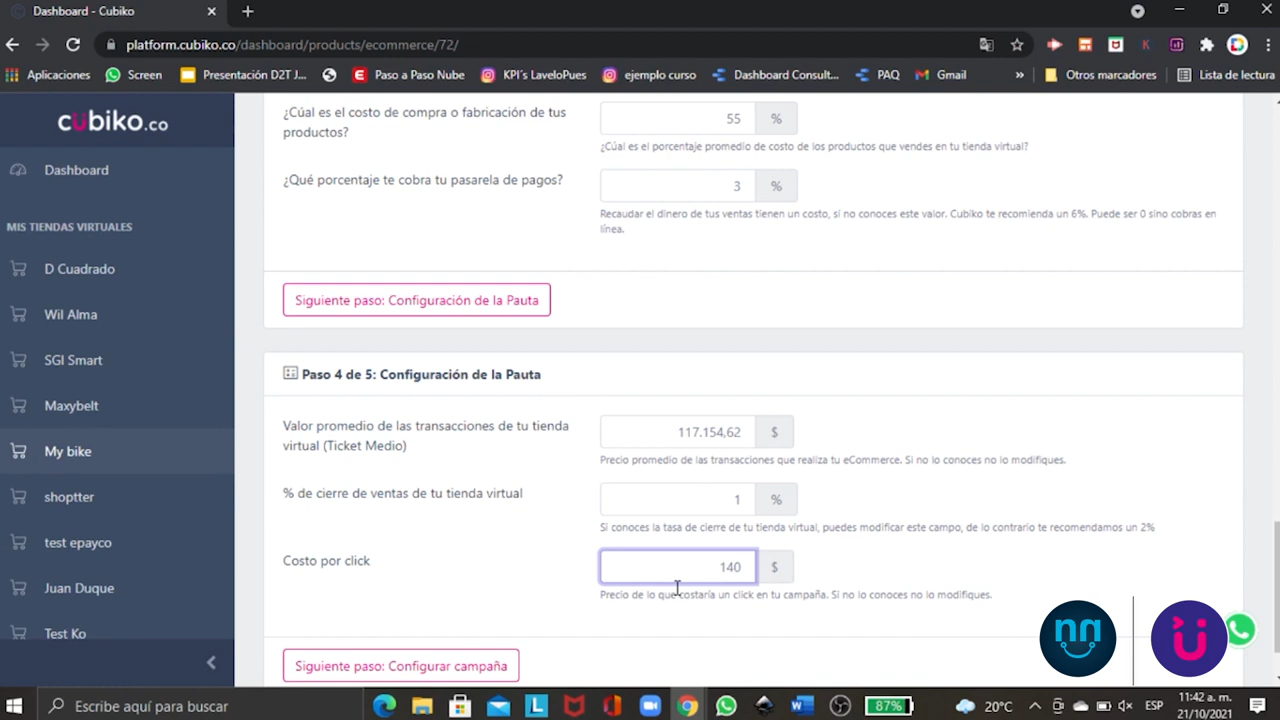 Dashboard - Cubiko
platform.cubiko.co/dashboard/products/ecommerce/72/
Aplicaciones
Screen
Presentación D2T J...
Paso a Paso Nube
KPI's LaveloPues
ejemplo curso
Dashboard Consult...
PAQ
Gmail
»
Otros marcadores
Lista de lectura
cubiko.co
Dashboard
MIS TIENDAS VIRTUALES
D Cuadrado
Wil Alma
SGI Smart
Maxybelt
My bike
shoptter
test epayco
Juan Duque
Test Ko
¿Cúal es el costo de compra o fabricación de tus
productos?
55 %
¿Cúal es el porcentaje promedio de costo de los productos que vendes en tu tienda virtual?
¿Qué porcentaje te cobra tu pasarela de pagos?
3 %
Recaudar el dinero de tus ventas tienen un costo, si no conoces este valor. Cubiko te recomienda un 6%. Puede ser 0 sino cobras en
línea.
Siguiente paso: Configuración de la Pauta
Paso 4 de 5: Configuración de la Pauta
Valor promedio de las transacciones de tu tienda
virtual (Ticket Medio)
117.154,62 $
Precio promedio de las transacciones que realiza tu eCommerce. Si no lo conoces no lo modifiques.
% de cierre de ventas de tu tienda virtual
1 %
Si conoces la tasa de cierre de tu tienda virtual, puedes modificar este campo, de lo contrario te recomendamos un 2%
Costo por click
140 $
Precio de lo que costaría un click en tu campaña. Si no lo conoces no lo modifiques.
Siguiente paso: Configurar campaña
Escribe aquí para buscar
87%
20°C
ESP
11:42 a. m.
21/10/2021